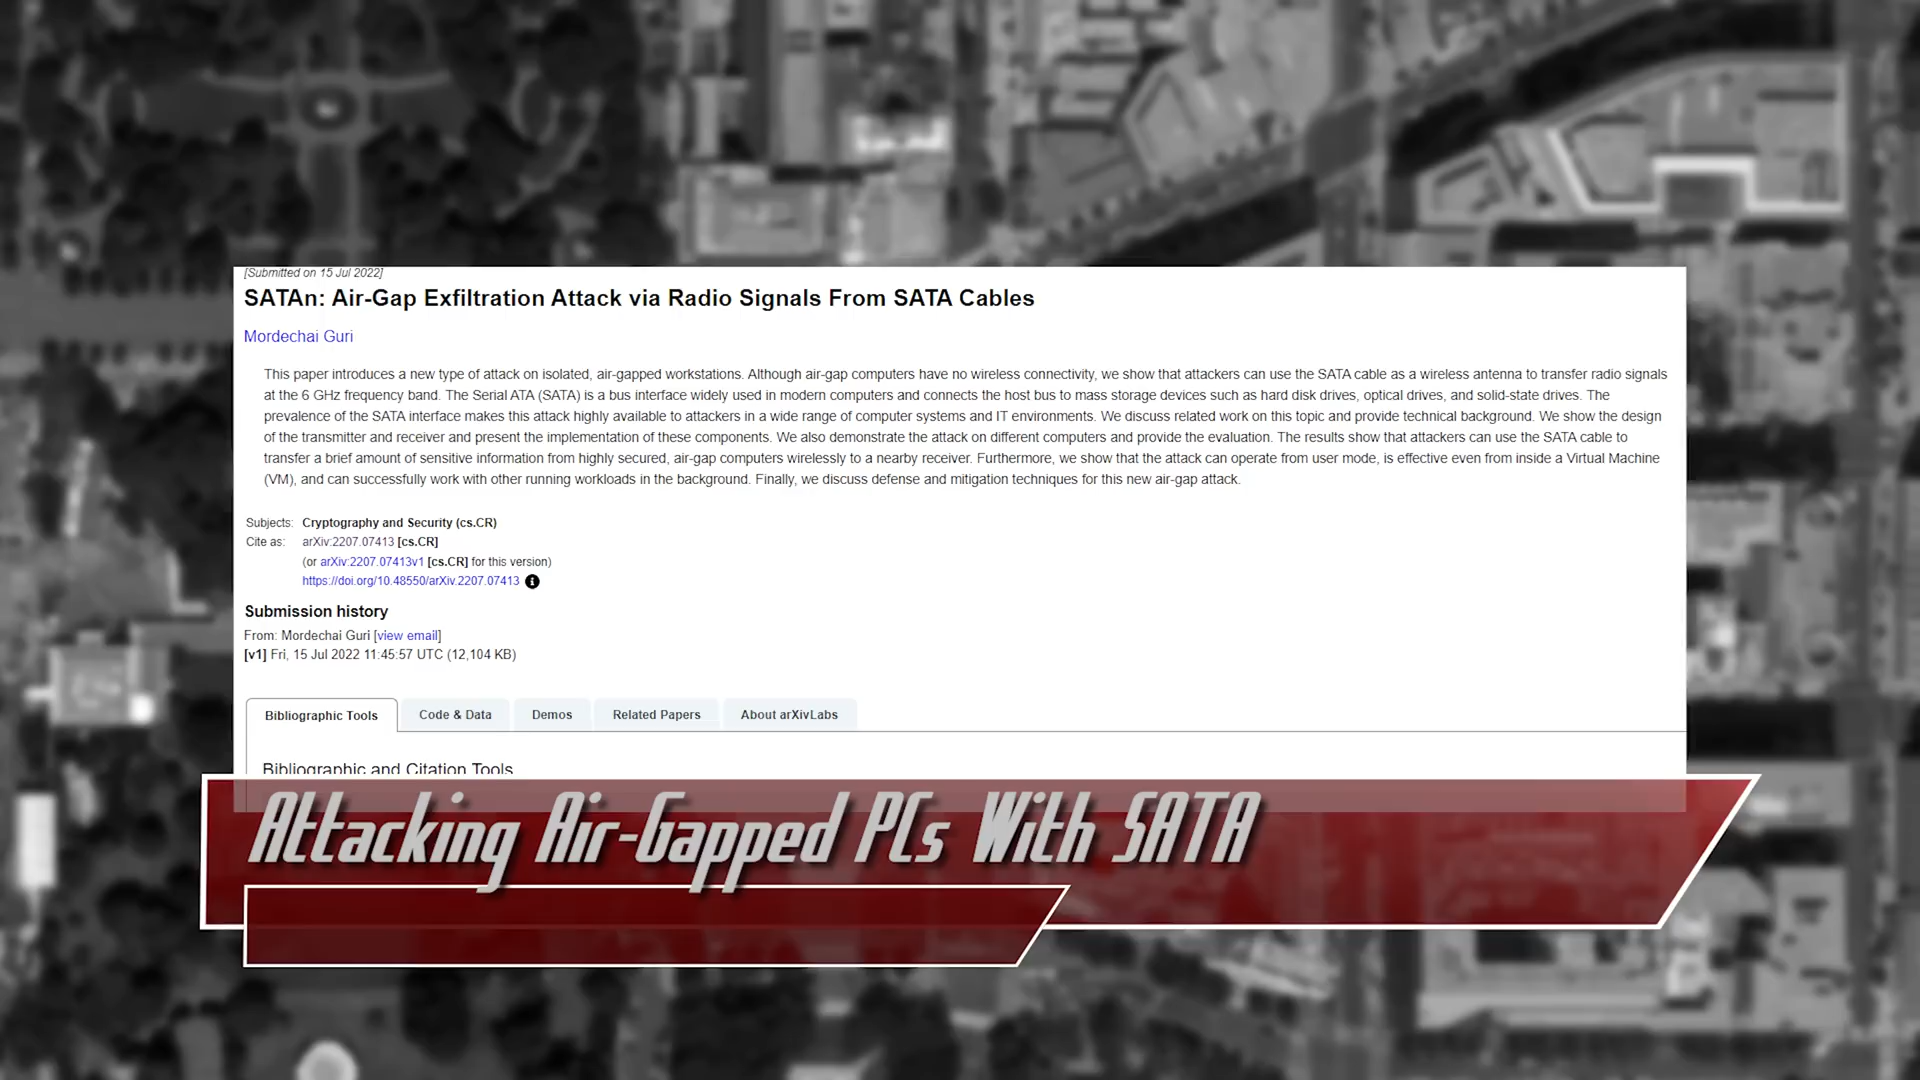 [Submitted on 15 Jul 2022]
SATAn: Air-Gap Exfiltration Attack via Radio Signals From SATA Cables
Mordechai Guri
This paper introduces a new type of attack on isolated, air-gapped workstations. Although air-gap computers have no wireless connectivity, we show that attackers can use the SATA cable as a wireless antenna to transfer radio signals
at the 6 GHz frequency band. The Serial ATA (SATA) is a bus interface widely used in modern computers and connects the host bus to mass storage devices such as hard disk drives, optical drives, and solid-state drives. The
prevalence of the SATA interface makes this attack highly available to attackers in a wide range of computer systems and IT environments. We discuss related work on this topic and provide technical background. We show the design
of the transmitter and receiver and present the implementation of these components. We also demonstrate the attack on different computers and provide the evaluation. The results show that attackers can use the SATA cable to
transfer a brief amount of sensitive information from highly secured, air-gap computers wirelessly to a nearby receiver. Furthermore, we show that the attack can operate from user mode, is effective even from inside a Virtual Machine
(VM), and can successfully work with other running workloads in the background. Finally, we discuss defense and mitigation techniques for this new air-gap attack.
Subjects: Cryptography and Security (cs.CR)
Cite as: arXiv:2207.07413 [cs.CR]
(or arXiv:2207.07413v1 [cs.CR] for this version)
https://doi.org/10.48550/arXiv.2207.07413
Submission history
From: Mordechai Guri [view email]
[v1] Fri, 15 Jul 2022 11:45:57 UTC (12,104 KB)
Bibliographic Tools Code & Data Demos Related Papers About arXivLabs
Bibliographic and Citation Tools
Attacking Air-Gapped PCs With SATA